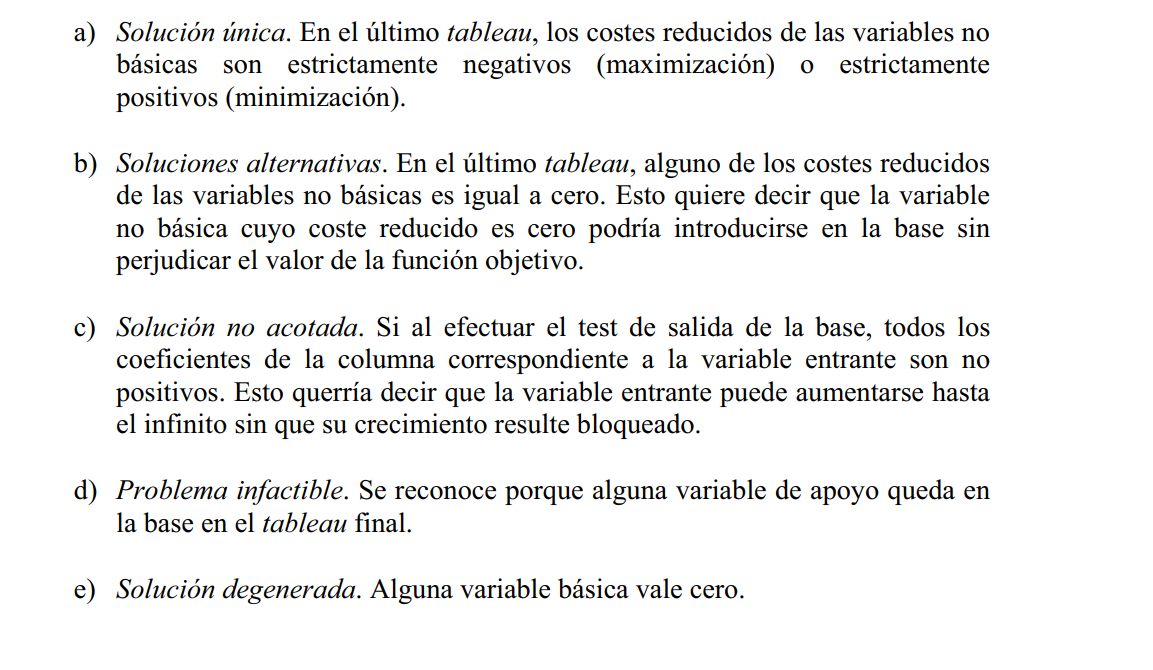 a) Solución única. En el último tableau, los costes reducidos de las variables no
básicas son estrictamente negativos (maximización) o estrictamente
positivos (minimización).
b) Soluciones alternativas. En el último tableau, alguno de los costes reducidos
de las variables no básicas es igual a cero. Esto quiere decir que la variable
no básica cuyo coste reducido es cero podría introducirse en la base sin
perjudicar el valor de la función objetivo.
c) Solución no acotada. Si al efectuar el test de salida de la base, todos los
coeficientes de la columna correspondiente a la variable entrante son no
positivos. Esto querría decir que la variable entrante puede aumentarse hasta
el infinito sin que su crecimiento resulte bloqueado.
d) Problema infactible. Se reconoce porque alguna variable de apoyo queda en
la base en el tableau final.
e) Solución degenerada. Alguna variable básica vale cero.